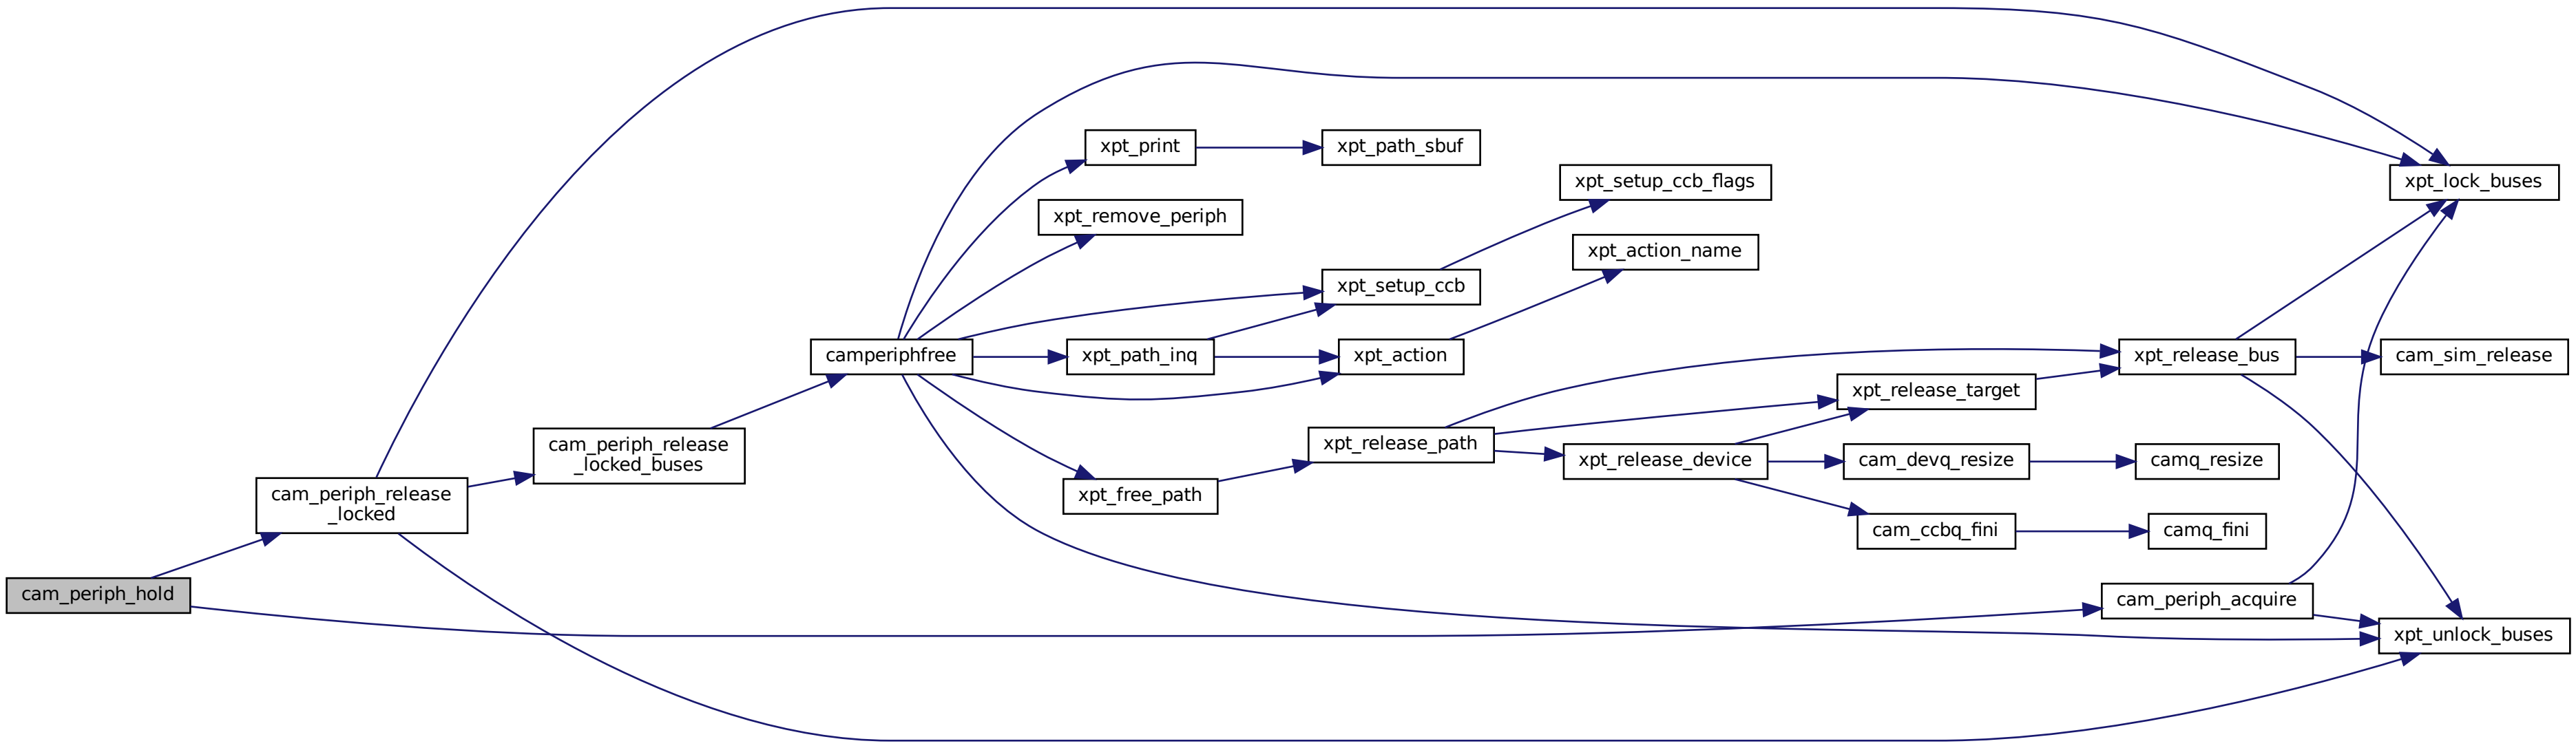 xpt_print
xpt_path_sbuf
xpt_setup_ccb_flags
xpt_lock_buses
xpt_remove_periph
xpt_action_name
xpt_setup_ccb
camperiphfree
xpt_path_inq
xpt_action
xpt_release_bus
cam_sim_release
xpt_release_target
cam_periph_release
_locked_buses
xpt_release_path
xpt_release_device
cam_devq_resize
camq_resize
cam_periph_release
_locked
xpt_free_path
cam_ccbq_fini
camq_fini
cam_periph_hold
cam_periph_acquire
xpt_unlock_buses